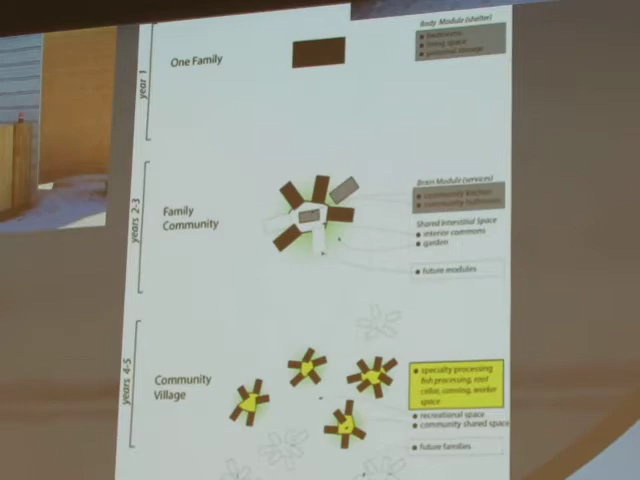 Body Module (shelter)
bedrooms
living space
personal storage
One Family
year 1
Brain Module (services)
community kitchen
community bathrooms
Shared Interstitial Space
interior commons
garden
Family
Community
years 2-3
future modules
specialty processing
fish processing, root
cellar, canning, worker
space
Community
Village
years 4-5
recreational space
community shared space
future families